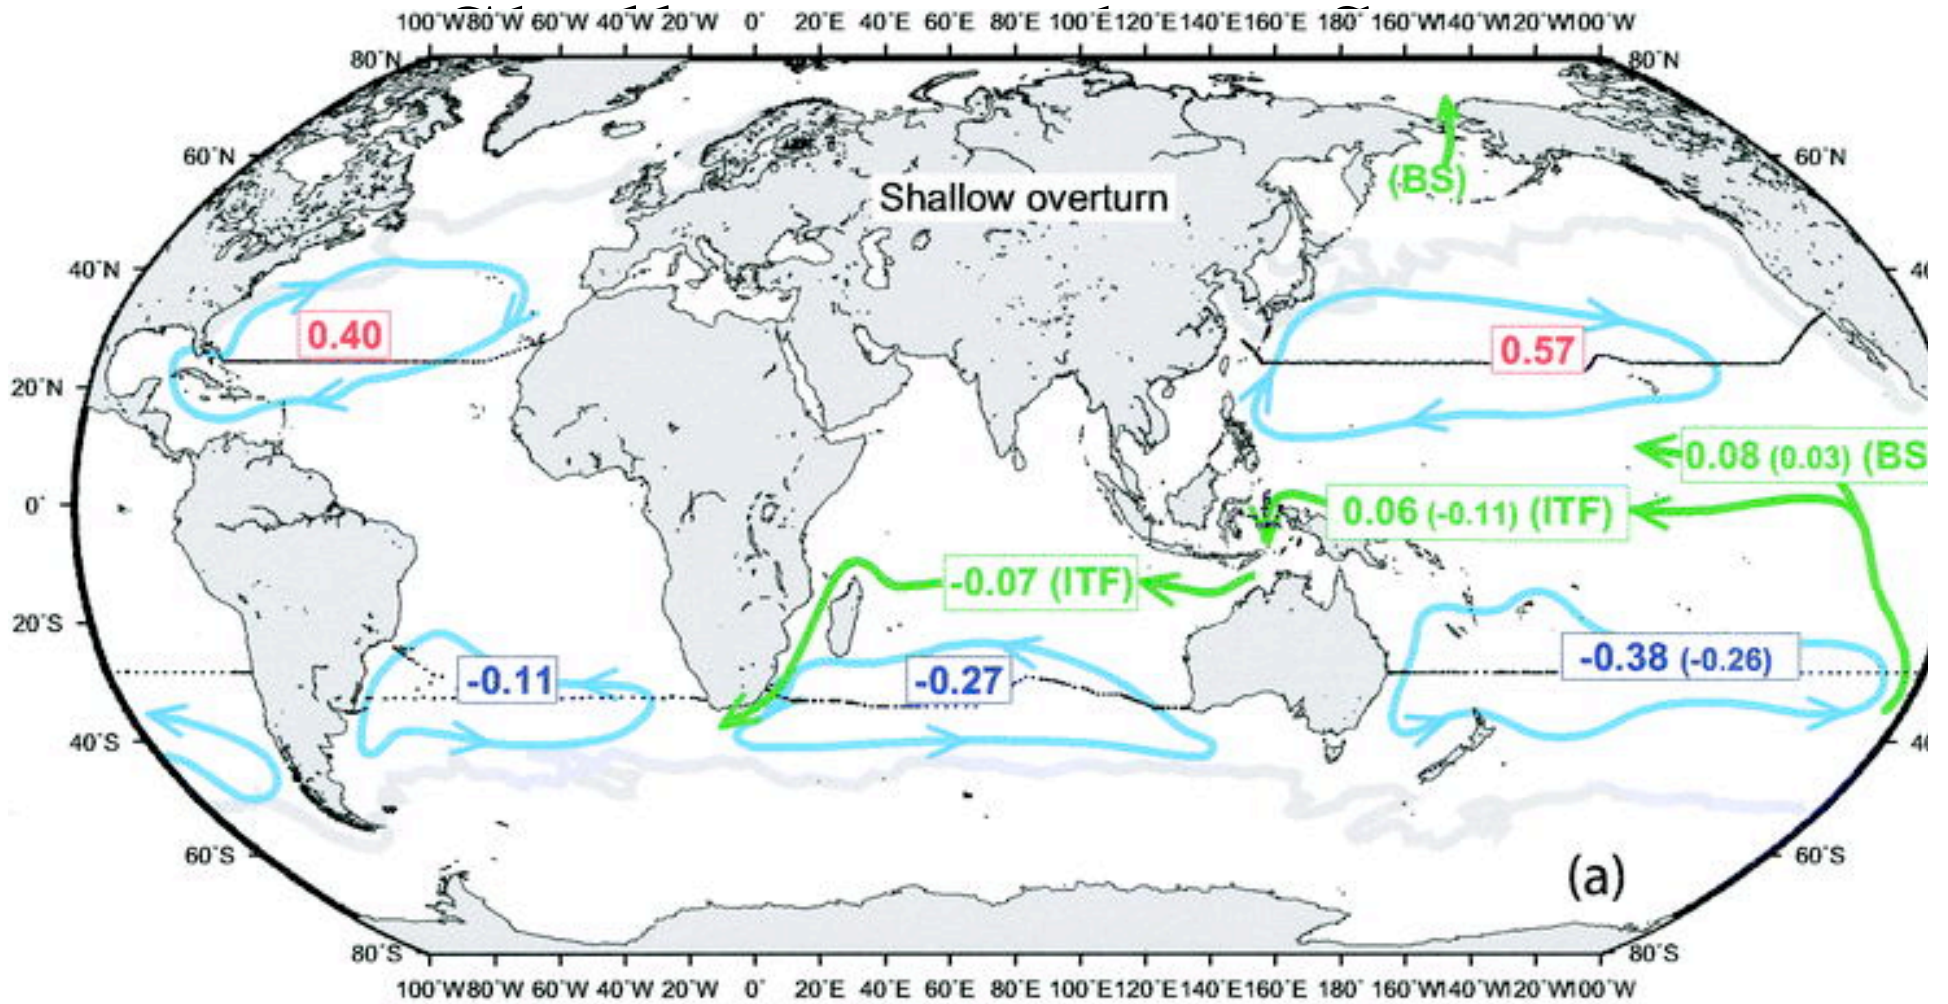 100°W 80°W 60°W 40°W 20°W 0° 20°E 40°E 60°E 80°E 100°E 120°E 140°E 160°E 180° 160°W 140°W 120°W 100°W
80°N 80°N
60°N 60°N
(BS)
Shallow overturn
40°N 40
0.40 0.57
20°N
0.08 (0.03) (BS
0° 0.06 (-0.11) (ITF)
-0.07 (ITF)
20°S
-0.11 -0.27 -0.38 (-0.26)
40°S 40
60°S 60°S
(a)
80°S 80°S
100°W 80°W 60°W 40°W 20°W 0° 20°E 40°E 60°E 80°E 100°E 120°E 140°E 160°E 180° 160°W 140°W 120°W 100°W